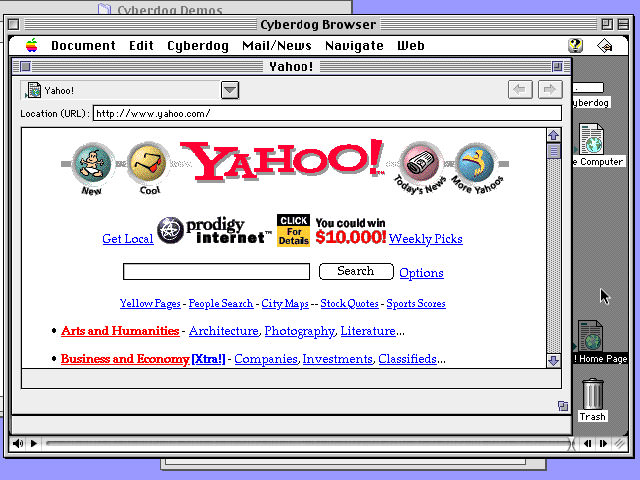 Cyberdog Demos
Cyberdog Browser
Document Edit Cyberdog Mail/News Navigate Web
Yahoo!
Yahoo!
Location (URL): http://www.yahoo.com/
New Cool YAHOO! Today's News More Yahoos
Get Local prodigy internet™ CLICK For Details You could win $10,000! Weekly Picks
Search Options
Yellow Pages - People Search - City Maps -- Stock Quotes - Sports Scores
• Arts and Humanities - Architecture, Photography, Literature...
• Business and Economy [Xtra!] - Companies, Investments, Classifieds...
yberdog
e Computer
! Home Page
Trash